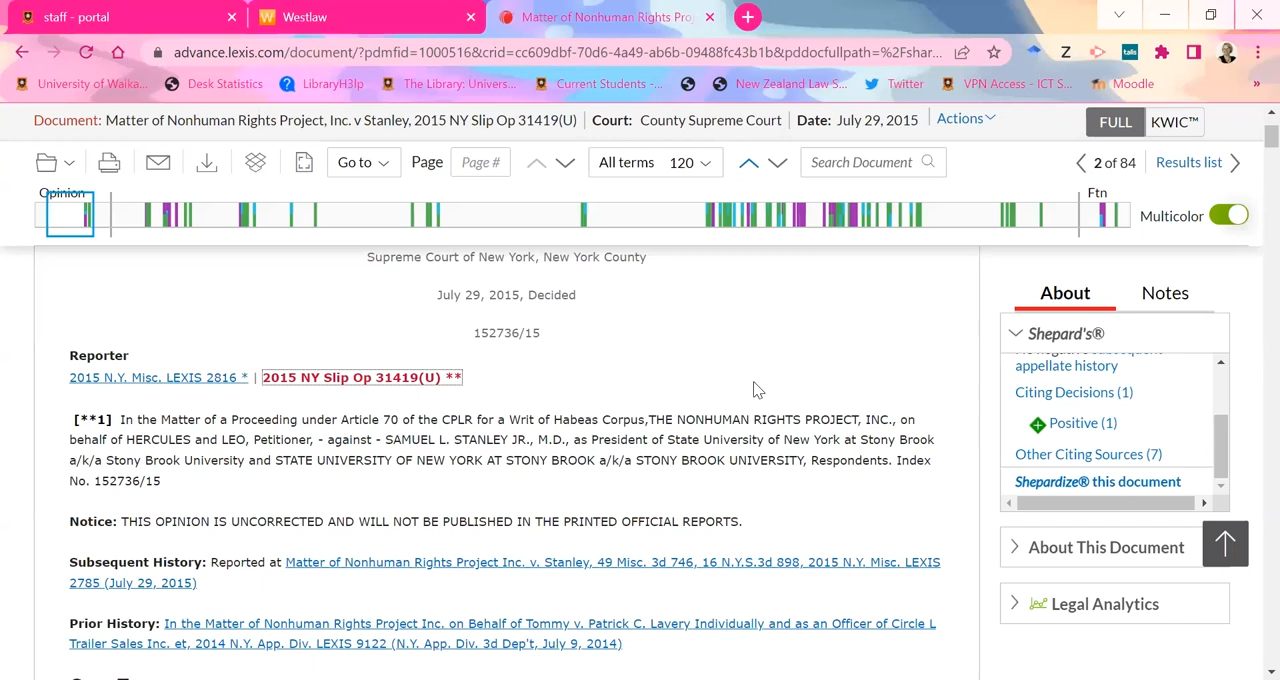 staff - portal
Westlaw
Matter of Nonhuman Rights Proj
advance.lexis.com/document/?pdmfid=1000516&crid=cc609dbf-70d6-4a49-ab6b-09488fc43b1b&pddocfullpath=%2Fshar...
Z
talis
University of Waika...
Desk Statistics
LibraryH3lp
The Library: Univers...
Current Students -...
New Zealand Law S...
Twitter
VPN Access - ICT S...
Moodle
»
Document: Matter of Nonhuman Rights Project, Inc. v Stanley, 2015 NY Slip Op 31419(U)
Court: County Supreme Court
Date: July 29, 2015
Actions
FULL
KWIC™
Go to
Page
Page #
All terms 120
Search Document
2 of 84
Results list
Opinion
Ftn
Multicolor
Supreme Court of New York, New York County
July 29, 2015, Decided
152736/15
Reporter
2015 N.Y. Misc. LEXIS 2816 * | 2015 NY Slip Op 31419(U) **
[**1] In the Matter of a Proceeding under Article 70 of the CPLR for a Writ of Habeas Corpus,THE NONHUMAN RIGHTS PROJECT, INC., on
behalf of HERCULES and LEO, Petitioner, - against - SAMUEL L. STANLEY JR., M.D., as President of State University of New York at Stony Brook
a/k/a Stony Brook University and STATE UNIVERSITY OF NEW YORK AT STONY BROOK a/k/a STONY BROOK UNIVERSITY, Respondents. Index
No. 152736/15
Notice: THIS OPINION IS UNCORRECTED AND WILL NOT BE PUBLISHED IN THE PRINTED OFFICIAL REPORTS.
Subsequent History: Reported at Matter of Nonhuman Rights Project Inc. v. Stanley, 49 Misc. 3d 746, 16 N.Y.S.3d 898, 2015 N.Y. Misc. LEXIS
2785 (July 29, 2015)
Prior History: In the Matter of Nonhuman Rights Project Inc. on Behalf of Tommy v. Patrick C. Lavery Individually and as an Officer of Circle L
Trailer Sales Inc. et, 2014 N.Y. App. Div. LEXIS 9122 (N.Y. App. Div. 3d Dep't, July 9, 2014)
About
Notes
Shepard's®
No negative subsequent
appellate history
Citing Decisions (1)
Positive (1)
Other Citing Sources (7)
Shepardize® this document
About This Document
Legal Analytics